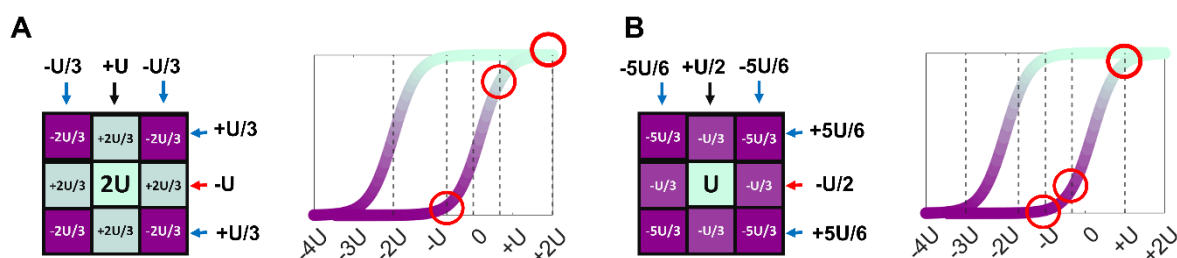 A
-U/3 +U -U/3
-2U/3 +2U/3 -2U/3 +U/3
+2U/3 2U +2U/3 -U
-2U/3 +2U/3 -2U/3 +U/3
-4U -3U -2U -U 0 +U +2U
B
-5U/6 +U/2 -5U/6
-5U/3 -U/3 -5U/3 +5U/6
-U/3 U -U/3 -U/2
-5U/3 -U/3 -5U/3 +5U/6
-4U -3U -2U -U 0 +U +2U